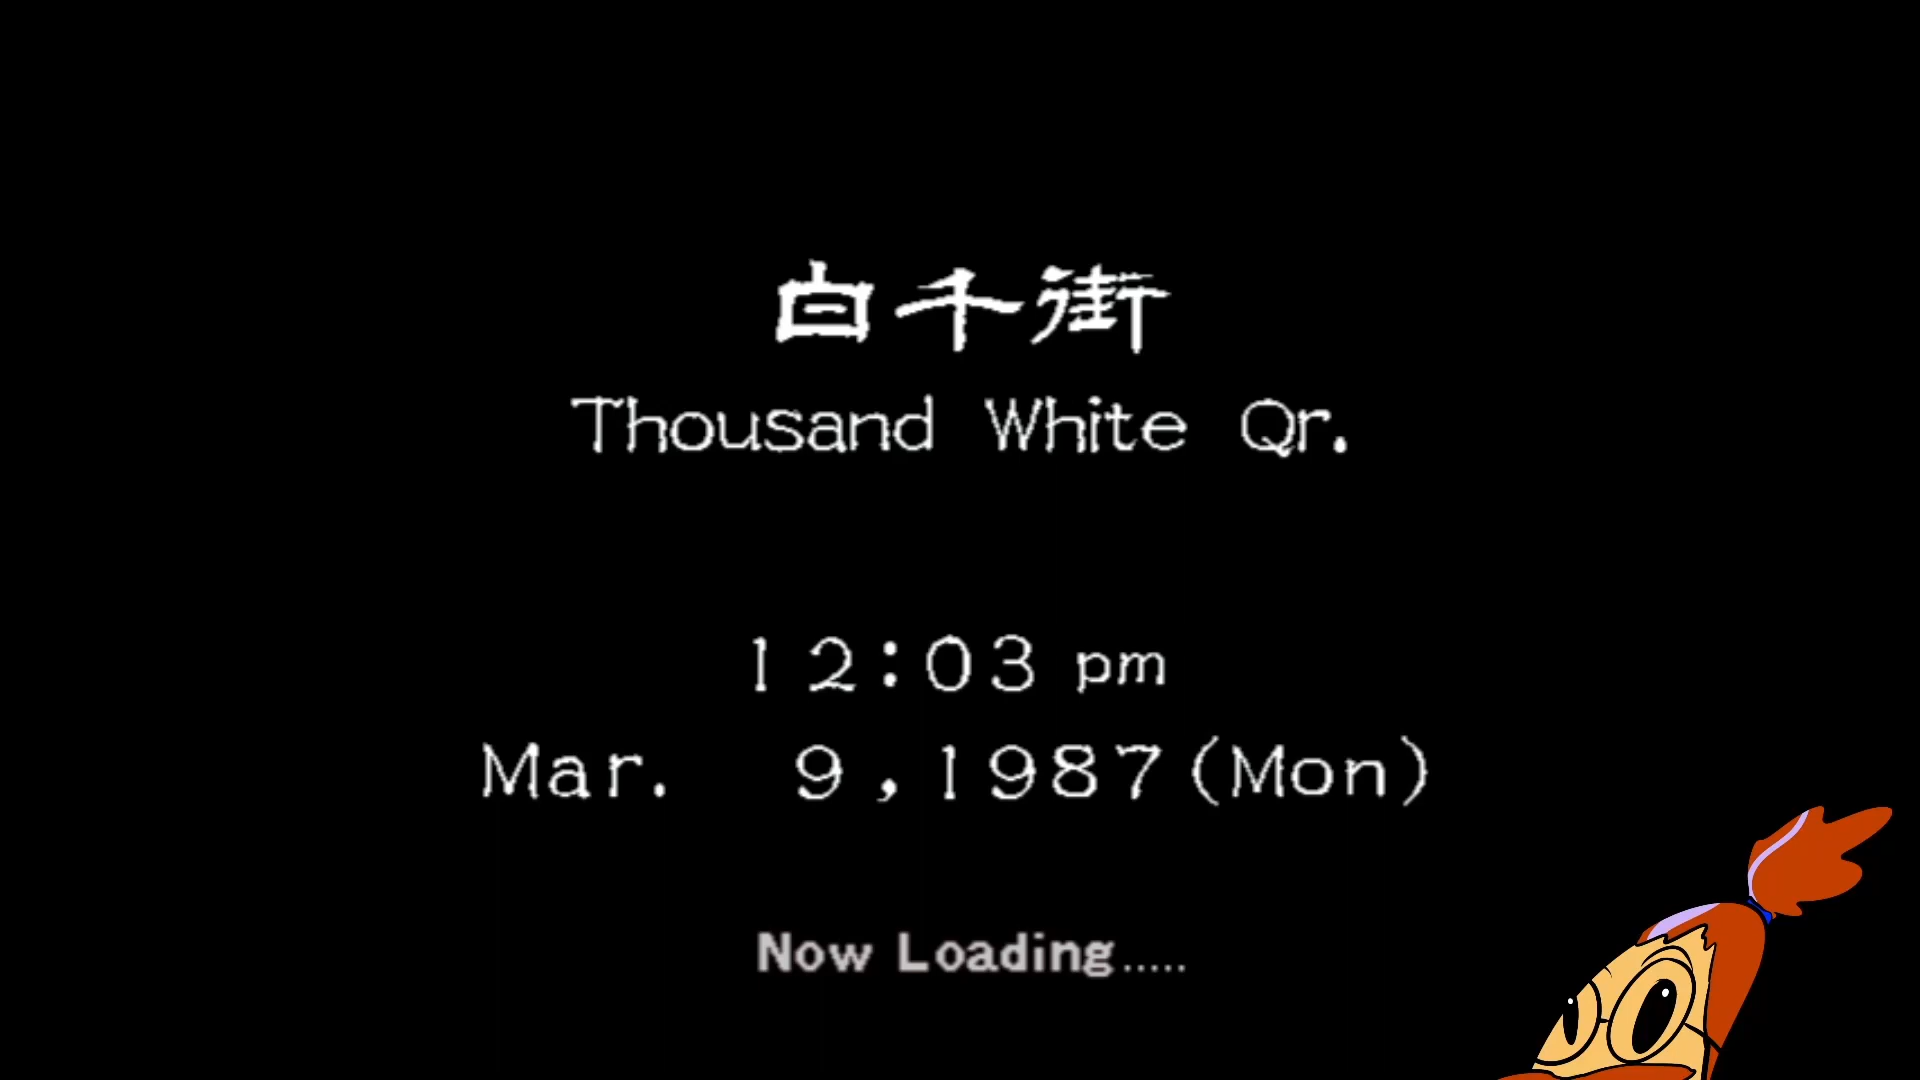 白千街
Thousand White Qr.
12:03 pm
Mar. 9,1987(Mon)
Now Loading.....